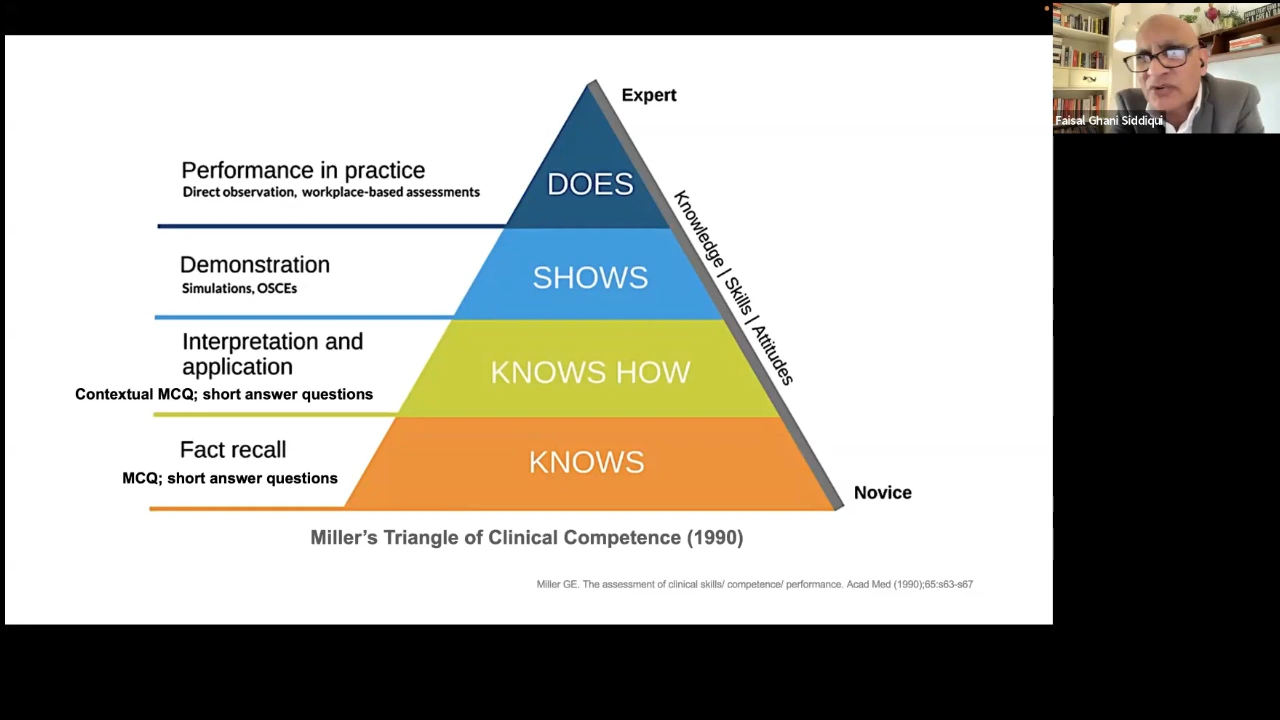 Expert
Performance in practice
Direct observation, workplace-based assessments
DOES
Demonstration
Simulations, OSCEs
SHOWS
Interpretation and
application
Contextual MCQ; short answer questions
KNOWS HOW
Fact recall
MCQ; short answer questions
KNOWS
Knowledge | Skills | Attitudes
Novice
Miller’s Triangle of Clinical Competence (1990)
Miller GE. The assessment of clinical skills/ competence/ performance. Acad Med (1990);65:s63-s67
Faisal Ghani Siddiqui